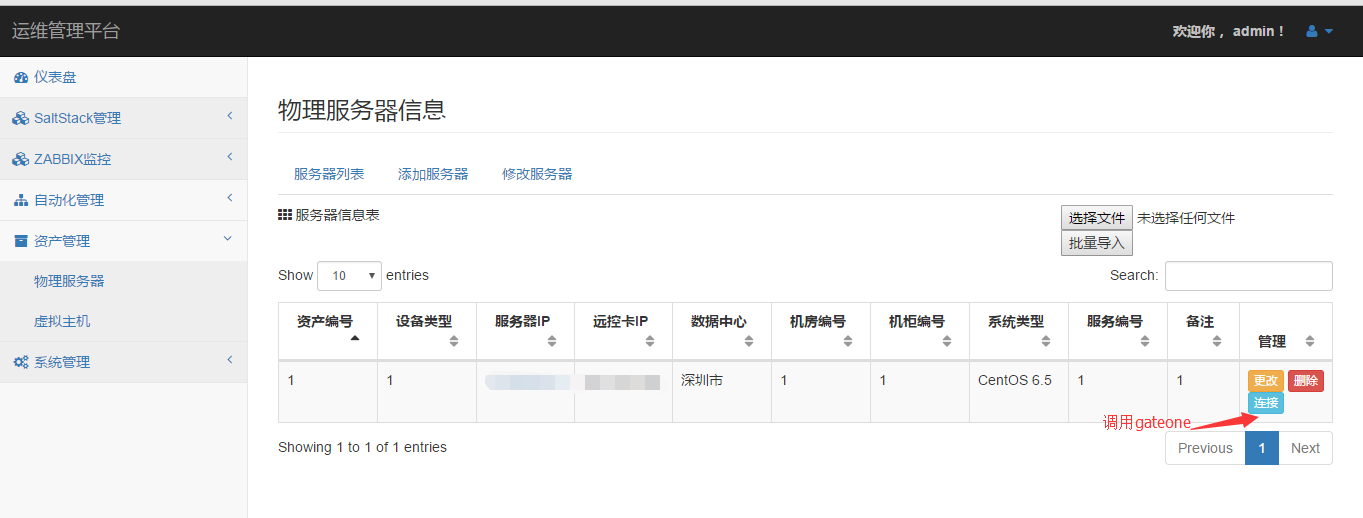 运维管理平台
欢迎你， admin！
仪表盘
SaltStack管理
ZABBIX监控
自动化管理
资产管理
物理服务器
虚拟主机
系统管理
物理服务器信息
服务器列表 添加服务器 修改服务器
服务器信息表
选择文件 未选择任何文件
批量导入
Show 10 entries
Search:
资产编号 设备类型 服务器IP 远控卡IP 数据中心 机房编号 机柜编号 系统类型 服务编号 备注 管理
1 1 深圳市 1 1 CentOS 6.5 1 1 更改 删除
连接
调用gateone
Showing 1 to 1 of 1 entries
Previous 1 Next